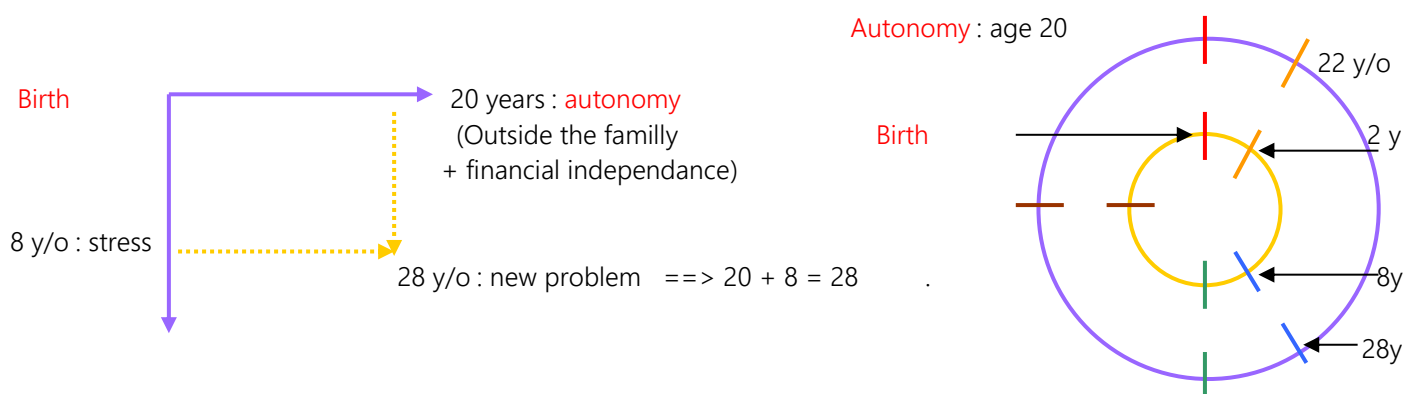 Birth
20 years : autonomy
(Outside the familly
+ financial independance)
8 y/o : stress
28 y/o : new problem ==> 20 + 8 = 28 .
Autonomy : age 20
22 y/o
Birth
2 y
8y
28y